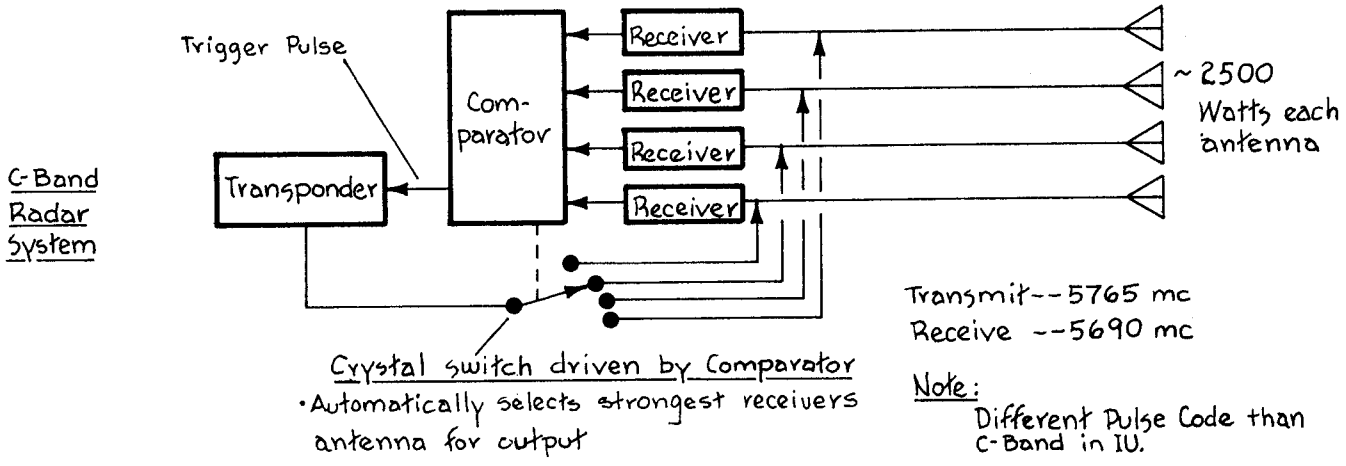 Trigger Pulse
Receiver
Receiver
Receiver
Receiver
Com-
parator
~2500
Watts each
antenna
C-Band
Radar
System
Transponder
Transmit--5765 mc
Receive --5690 mc
Crystal switch driven by Comparator
•Automatically selects strongest receivers
antenna for output
Note:
Different Pulse Code than
C-Band in IU.